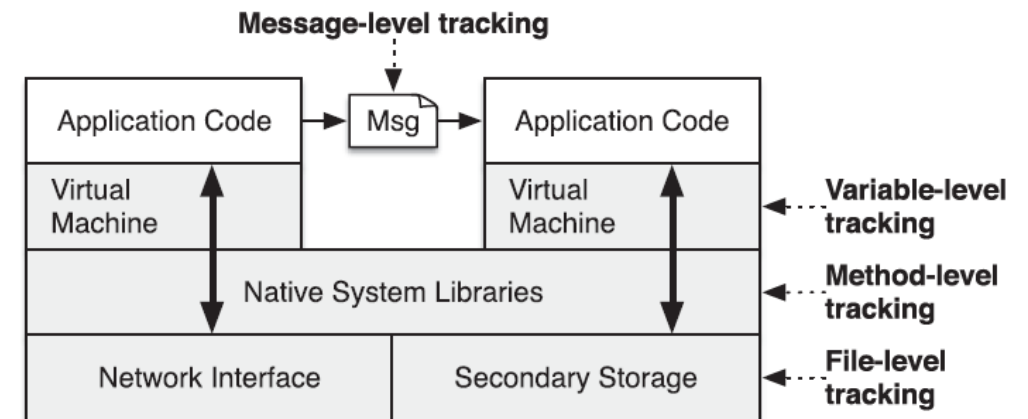 Message-level tracking
Application Code
Msg
Application Code
Virtual
Machine
Virtual
Machine
Variable-level
tracking
Native System Libraries
Method-level
tracking
Network Interface
Secondary Storage
File-level
tracking